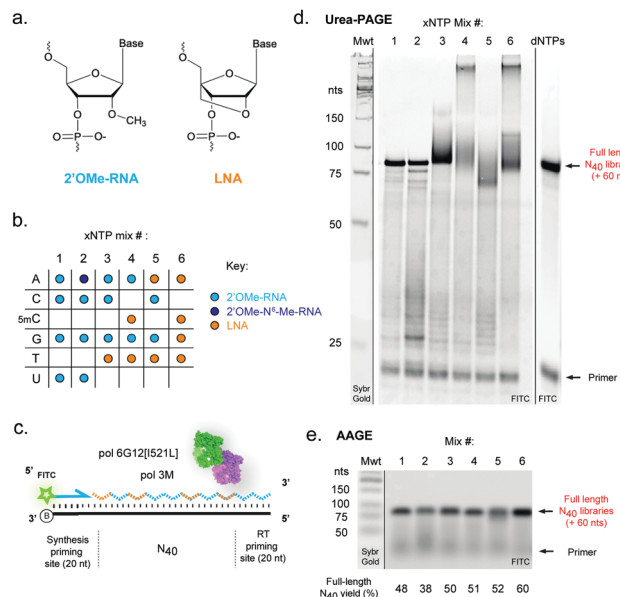 a.
Base
O
O
O
O
CH3
O=P-O-
2'OMe-RNA
Base
O
O
O
O
O=P-O-
LNA
b.
xNTP mix # :
1 2 3 4 5 6
A
C
5mC
G
T
U
Key:
2'OMe-RNA
2'OMe-N6-Me-RNA
LNA
c.
pol 6G12[I521L]
pol 3M
5'
FITC
3'
3'
B
5'
Synthesis
priming
site (20 nt)
N40
RT
priming
site (20 nt)
d. Urea-PAGE
xNTP Mix #:
Mwt 1 2 3 4 5 6 dNTPs
nts
150
100
75
50
25
Full leng
N40 librarie
(+ 60 nts
Primer
Sybr
Gold
FITC
FITC
e. AAGE
Mix #:
Mwt 1 2 3 4 5 6
nts
150
100
75
50
Full length
N40 libraries
(+ 60 nts)
Primer
Sybr
Gold
FITC
Full-length
N40 yield (%)
48 38 50 51 52 60